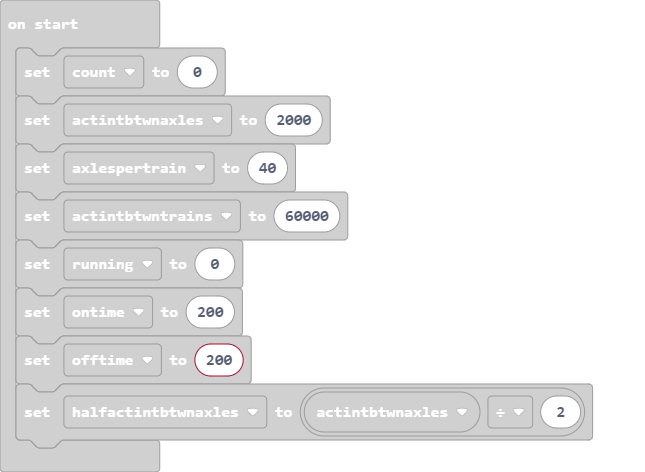 on start
set count to 0
set actintbtwnaxles to 2000
set axlespertrain to 40
set actintbtwntrains to 60000
set running to 0
set ontime to 200
set offtime to 200
set halfactintbtwnaxles to actintbtwnaxles ÷ 2